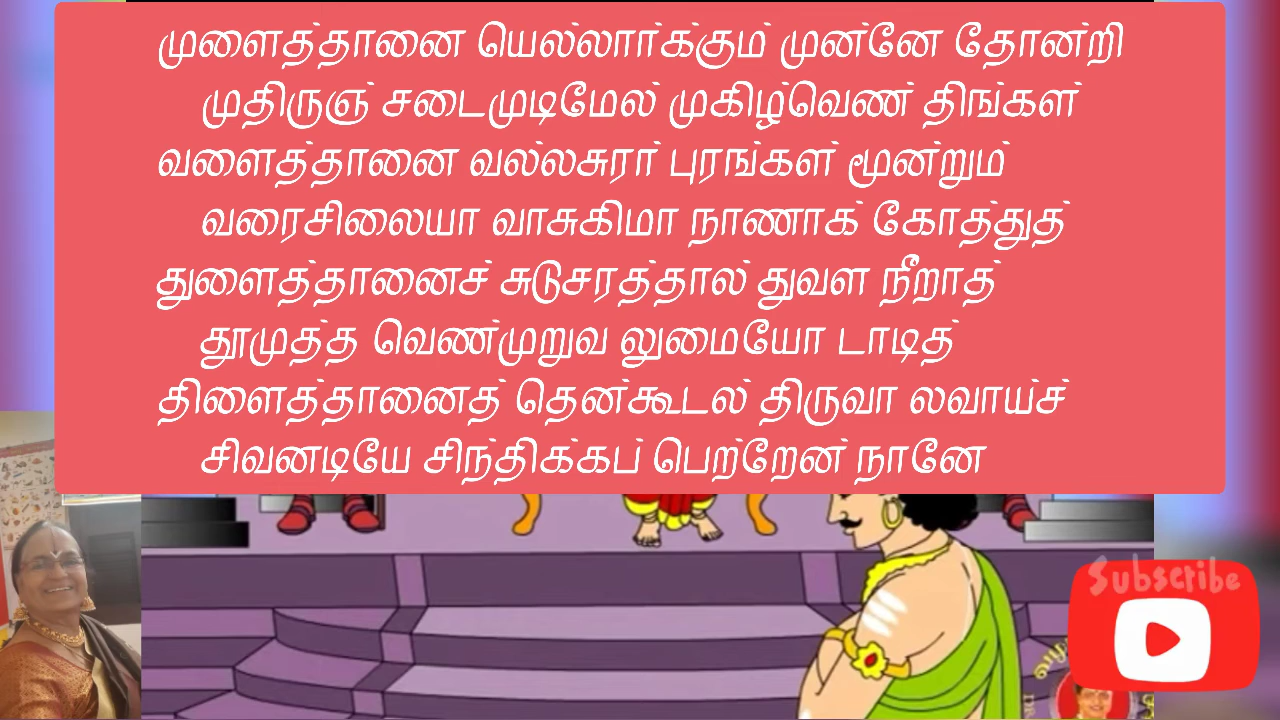 முளைத்தானை யெல்லார்க்கும் முன்னே தோன்றி
முதிருஞ் சடைமுடிமேல் முகிழ்வெண் திங்கள்
வளைத்தானை வல்லசுரர் புரங்கள் மூன்றும்
வரைசிலையா வாசுகிமா நாணாக் கோத்துத்
துளைத்தானைச் சுடுசரத்தால் துவள நீறாத்
தூமுத்த வெண்முறுவ லுமையோ டாடித்
திளைத்தானைத் தென்கூடல் திருவா லவாய்ச்
சிவனடியே சிந்திக்கப் பெற்றேன் நானே
Subscribe